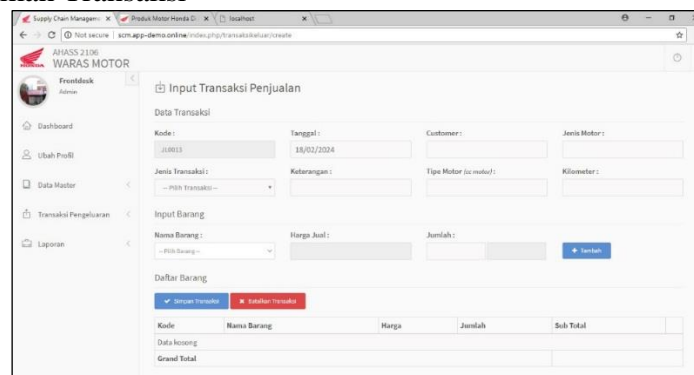 Supply Chain Manageme
Produk Motor Honda D
localhost
Not secure | scm.app-demo.online/index.php/transaksikeluar/create
HONDA
AHASS 2106
WARAS MOTOR
Frontdask
Admin
Dashboard
Ubah Profil
Data Master
Transaksi Pengeluaran
Laporan
Input Transaksi Penjualan
Data Transaksi
Kode : Tanggal : Customer : Jenis Motor :
JL0013 18/02/2024
Jenis Transaksi : Keterangan : Tipe Motor (cc motor) : Kilometer :
-- Pilih Transaksi --
Input Barang
Nama Barang : Harga Jual : Jumlah :
-- Pilih Barang -- Tambah
Daftar Barang
Simpan Transaksi Batalkan Transaksi
Kode Nama Barang Harga Jumlah Sub Total
Data kosong
Grand Total